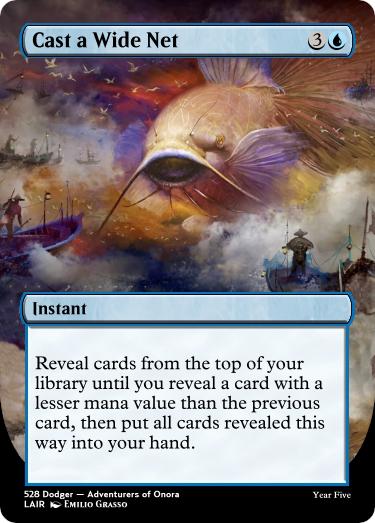 Cast a Wide Net 3
Instant
Reveal cards from the top of your
library until you reveal a card with a
lesser mana value than the previous
card, then put all cards revealed this
way into your hand.
528 Dodger — Adventurers of Onora
LAIR Emilio Grasso
Year Five